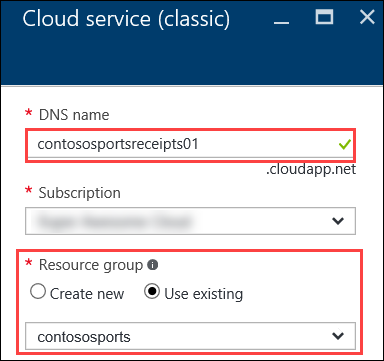 Cloud service (classic)
* DNS name
contososportsreceipts01
.cloudapp.net
* Subscription
* Resource group
Create new Use existing
contososports